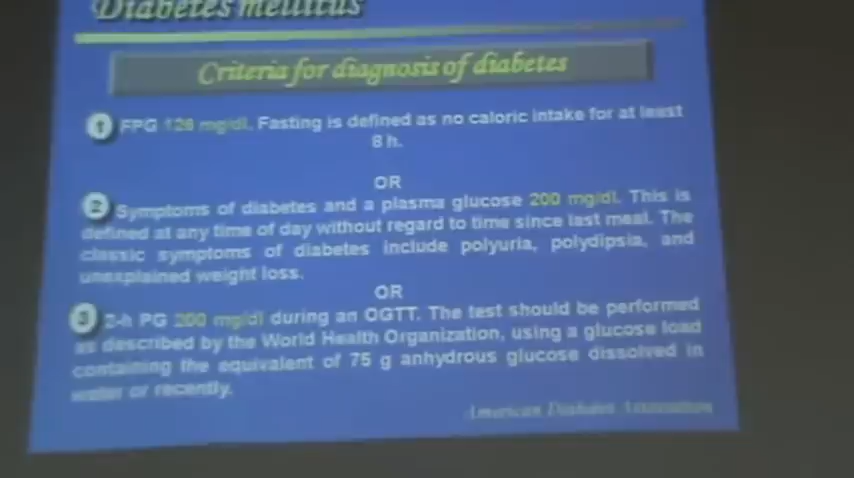 Diabetes mellitus
Criteria for diagnosis of diabetes
1 FPG 126 mg/dl. Fasting is defined as no caloric intake for at least
8 h.
OR
2 Symptoms of diabetes and a plasma glucose 200 mg/dl. This is
defined at any time of day without regard to time since last meal. The
classic symptoms of diabetes include polyuria, polydipsia, and
unexplained weight loss.
OR
3 2-h PG 200 mg/dl during an OGTT. The test should be performed
as described by the World Health Organization, using a glucose load
containing the equivalent of 75 g anhydrous glucose dissolved in
water or recently.
American Diabetes Association